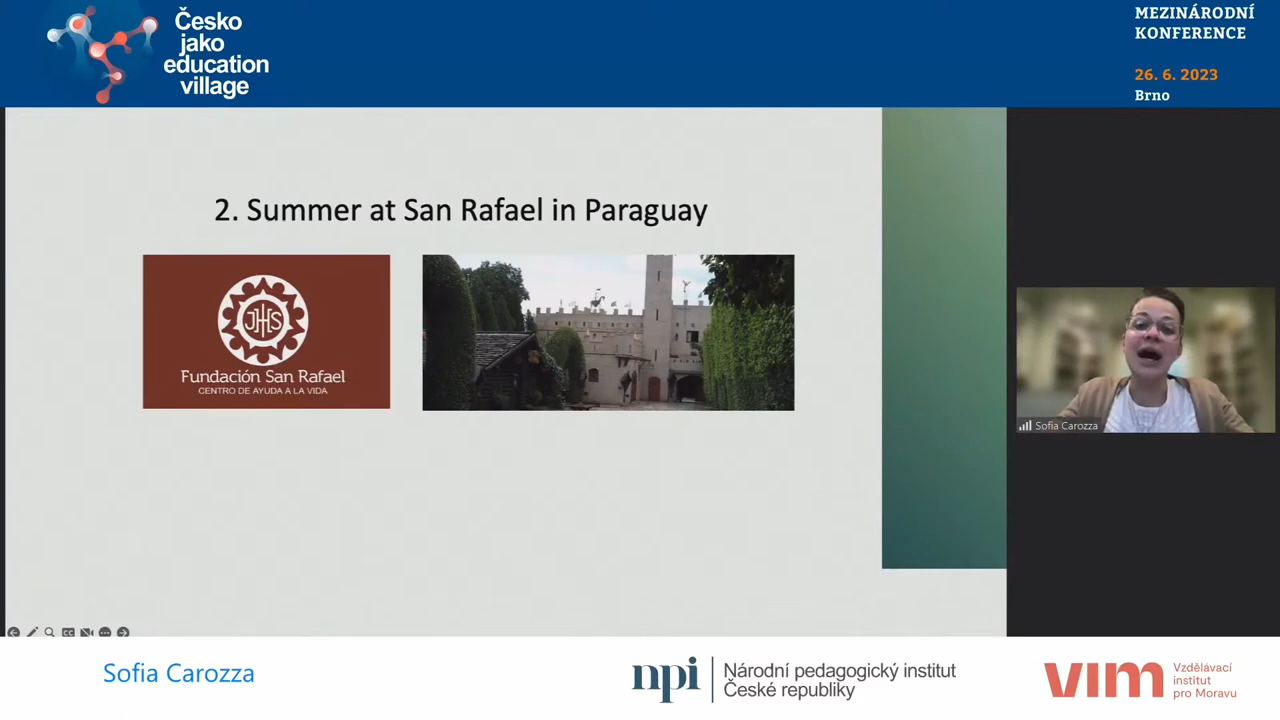 Česko
jako
education
village
MEZINÁRODNÍ
KONFERENCE
26. 6. 2023
Brno
2. Summer at San Rafael in Paraguay
JHS
Fundación San Rafael
CENTRO DE AYUDA A LA VIDA
Sofia Carozza
Sofia Carozza
npi
Národní pedagogický institut
České republiky
vim
Vzdělávací
institut
pro Moravu